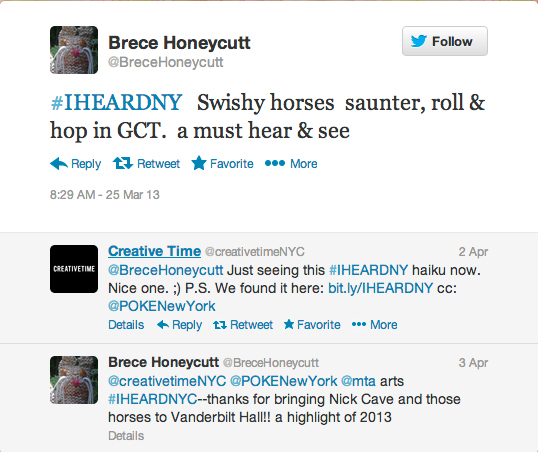 Brece Honeycutt
@BreceHoneycutt
Follow
#IHEARDNY Swishy horses saunter, roll &
hop in GCT. a must hear & see
Reply Retweet Favorite More
8:29 AM - 25 Mar 13
CREATIVETIME
Creative Time @creativetimeNYC 2 Apr
@BreceHoneycutt Just seeing this #IHEARDNY haiku now.
Nice one. ;) P.S. We found it here: bit.ly/IHEARDNY cc:
@POKENewYork
Details Reply Retweet Favorite More
Brece Honeycutt @BreceHoneycutt 3 Apr
@creativetimeNYC @POKENewYork @mta arts
#IHEARDNYC--thanks for bringing Nick Cave and those
horses to Vanderbilt Hall!! a highlight of 2013
Details